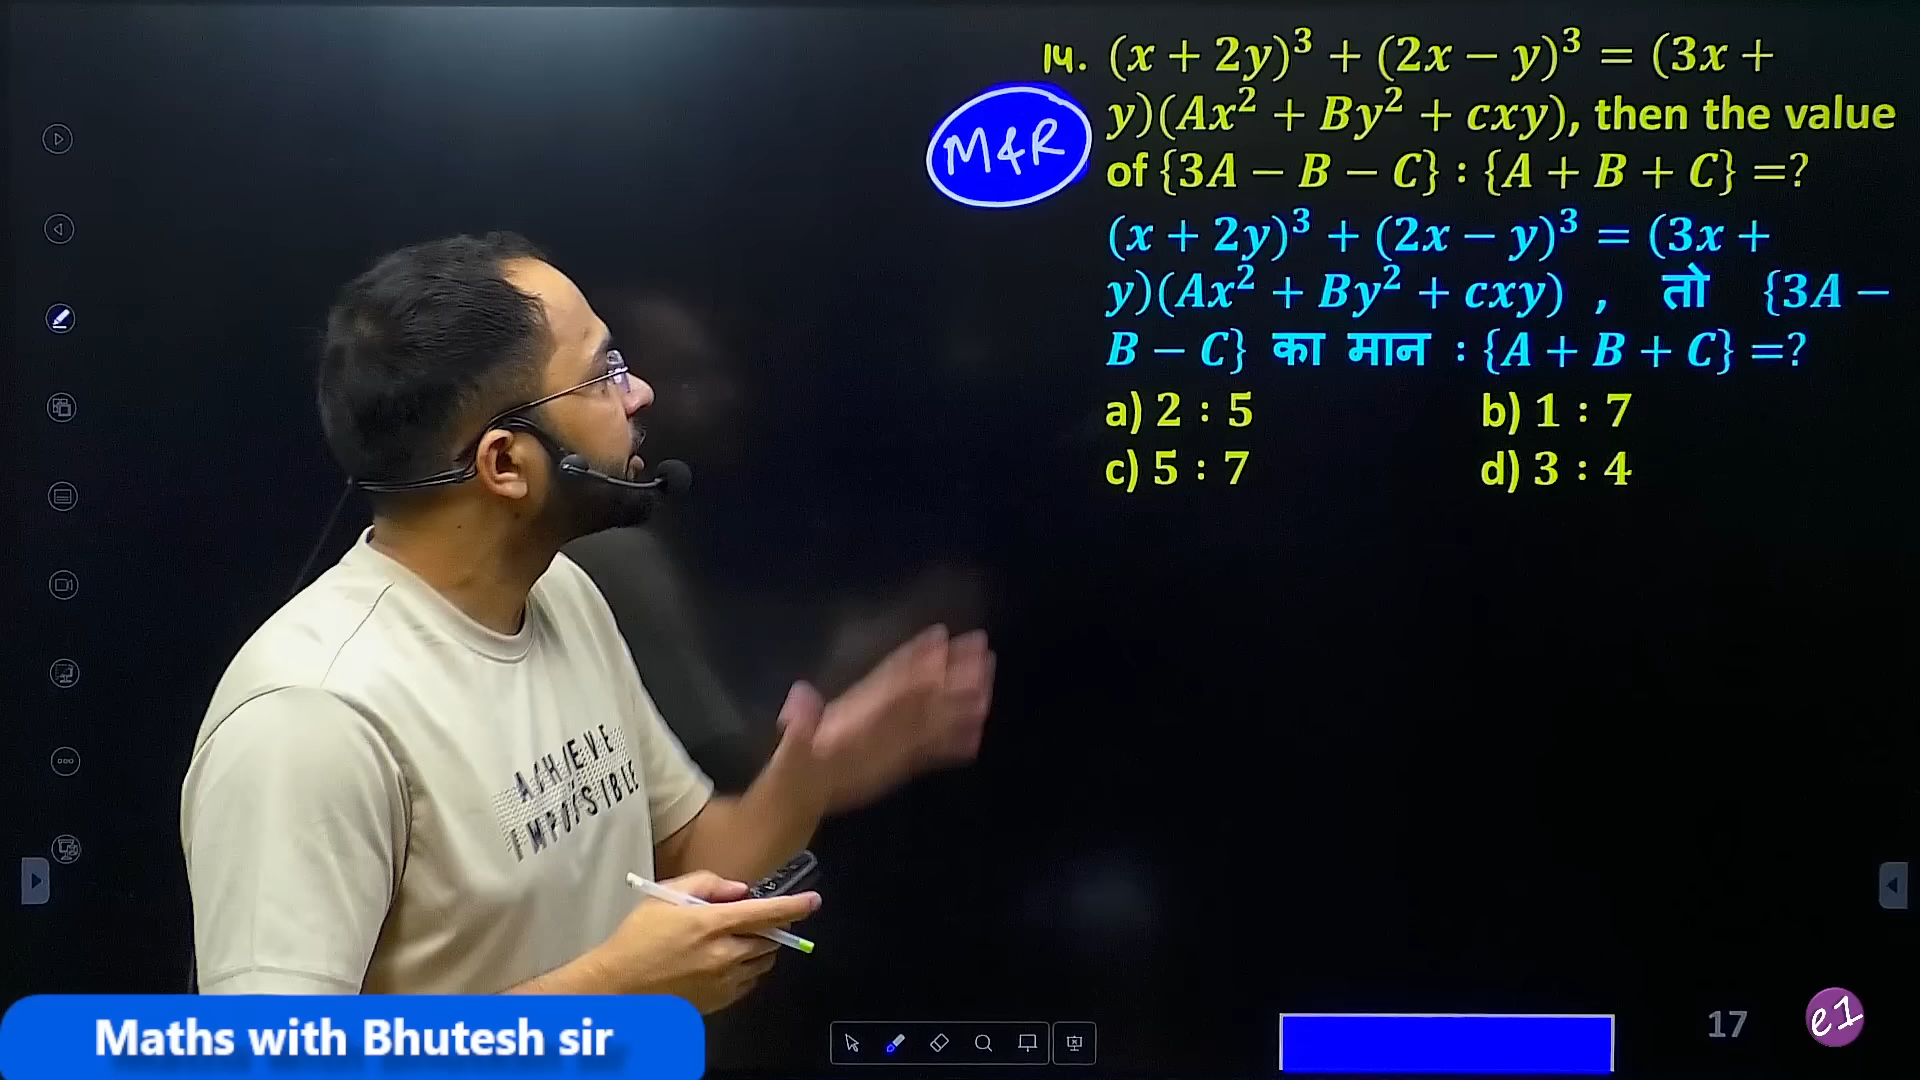 14. (x + 2y)³ + (2x − y)³ = (3x +
y)(Ax² + By² + cxy), then the value
of {3A − B − C} : {A + B + C} =?
M&R
(x + 2y)³ + (2x − y)³ = (3x +
y)(Ax² + By² + cxy) , तो {3A −
B − C} का मान : {A + B + C} =?
a) 2 : 5 b) 1 : 7
c) 5 : 7 d) 3 : 4
ACHIEVE
IMPOSSIBLE
Maths with Bhutesh sir
17
e1